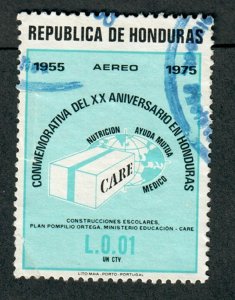 REPUBLICA DE HONDURAS
1955 AEREO 1975
CONMEMORATIVA DEL XX ANIVERSARIO EN HONDURAS
NUTRICION AYUDA MUTUA
CARE
MEDICO
CONSTRUCCIONES ESCOLARES,
PLAN POMPILIO ORTEGA, MINISTERIO EDUCACION - CARE
L.0.01
UN CTV
LITO MAIA - PORTO - PORTUGAL